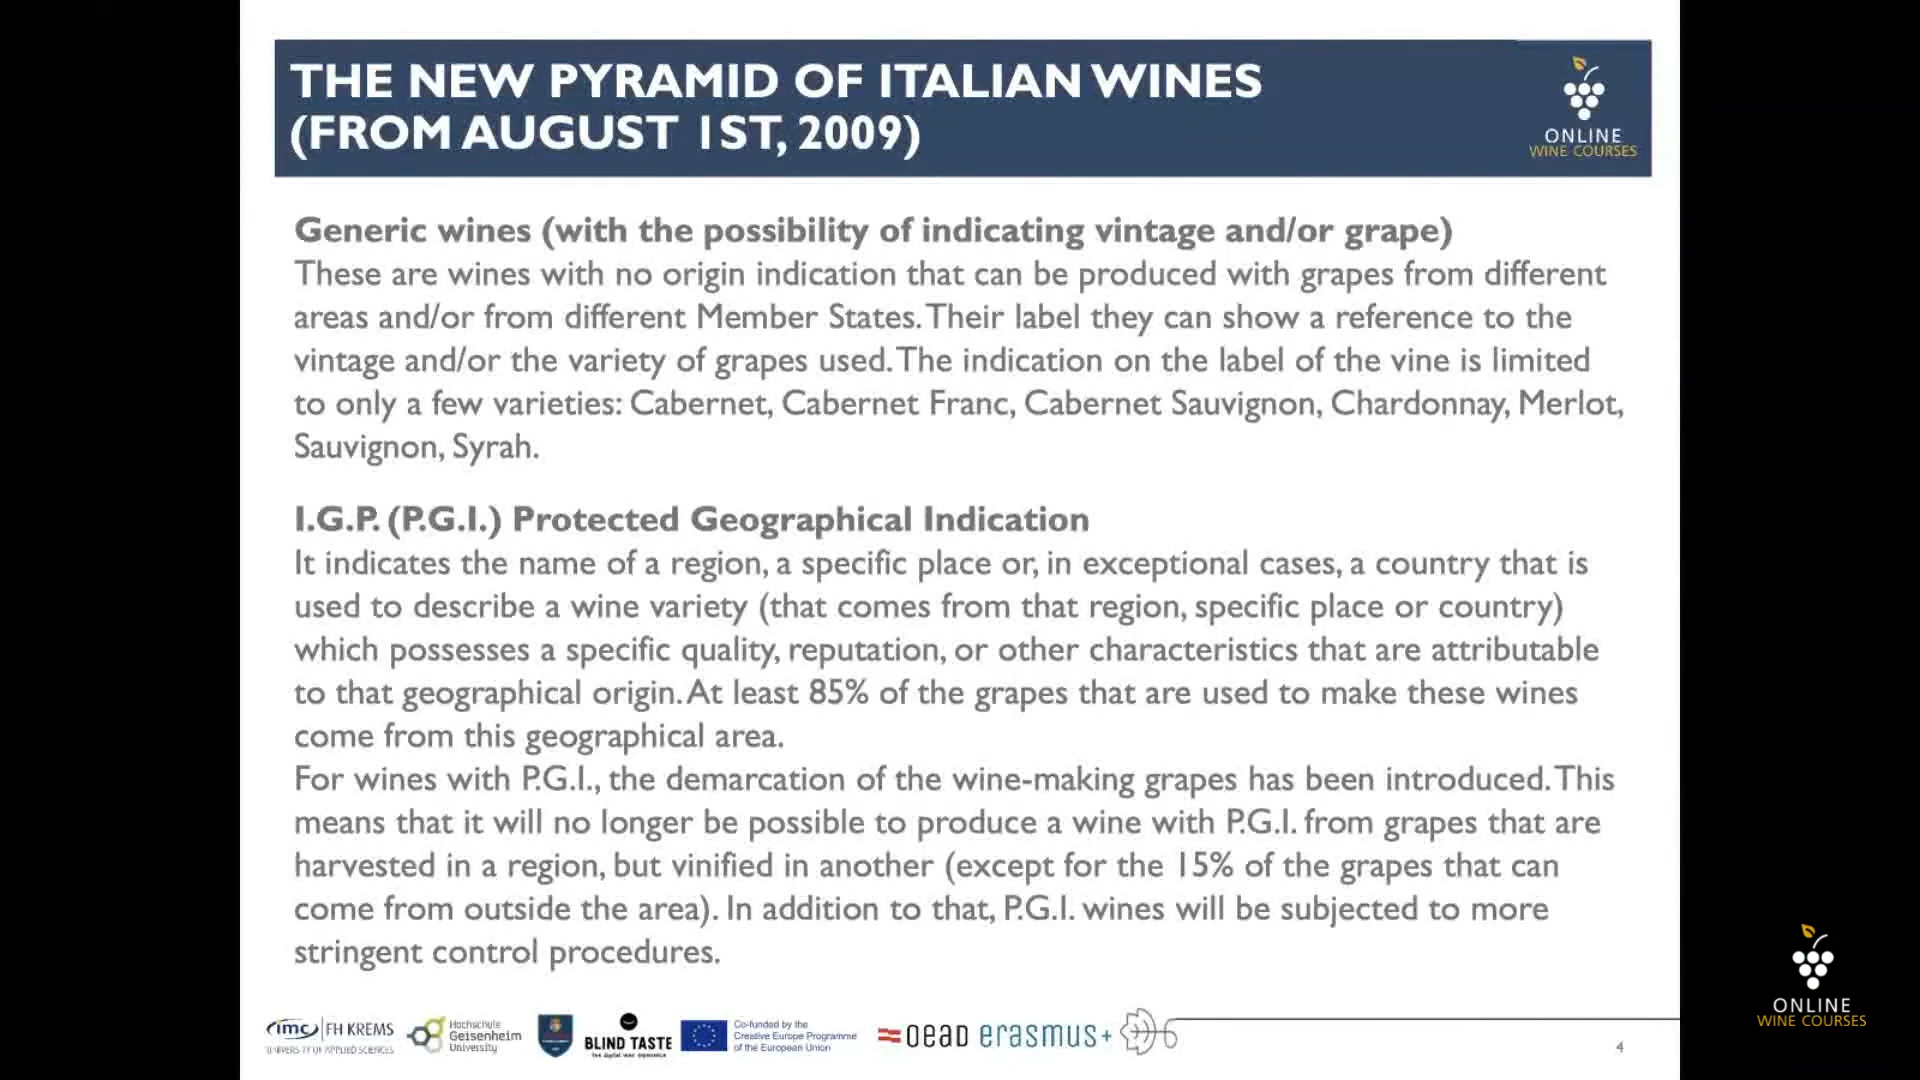 THE NEW PYRAMID OF ITALIAN WINES
(FROM AUGUST 1ST, 2009)
ONLINE
WINE COURSES
Generic wines (with the possibility of indicating vintage and/or grape)
These are wines with no origin indication that can be produced with grapes from different
areas and/or from different Member States. Their label they can show a reference to the
vintage and/or the variety of grapes used. The indication on the label of the vine is limited
to only a few varieties: Cabernet, Cabernet Franc, Cabernet Sauvignon, Chardonnay, Merlot,
Sauvignon, Syrah.
I.G.P. (P.G.I.) Protected Geographical Indication
It indicates the name of a region, a specific place or, in exceptional cases, a country that is
used to describe a wine variety (that comes from that region, specific place or country)
which possesses a specific quality, reputation, or other characteristics that are attributable
to that geographical origin. At least 85% of the grapes that are used to make these wines
come from this geographical area.
For wines with P.G.I., the demarcation of the wine-making grapes has been introduced. This
means that it will no longer be possible to produce a wine with P.G.I. from grapes that are
harvested in a region, but vinified in another (except for the 15% of the grapes that can
come from outside the area). In addition to that, P.G.I. wines will be subjected to more
stringent control procedures.
imc FH KREMS
UNIVERSITY OF APPLIED SCIENCES
Hochschule
Geisenheim
University
BLIND TASTE
Co-funded by the
Creative Europe Programme
of the European Union
oead erasmus+
4
ONLINE
WINE COURSES